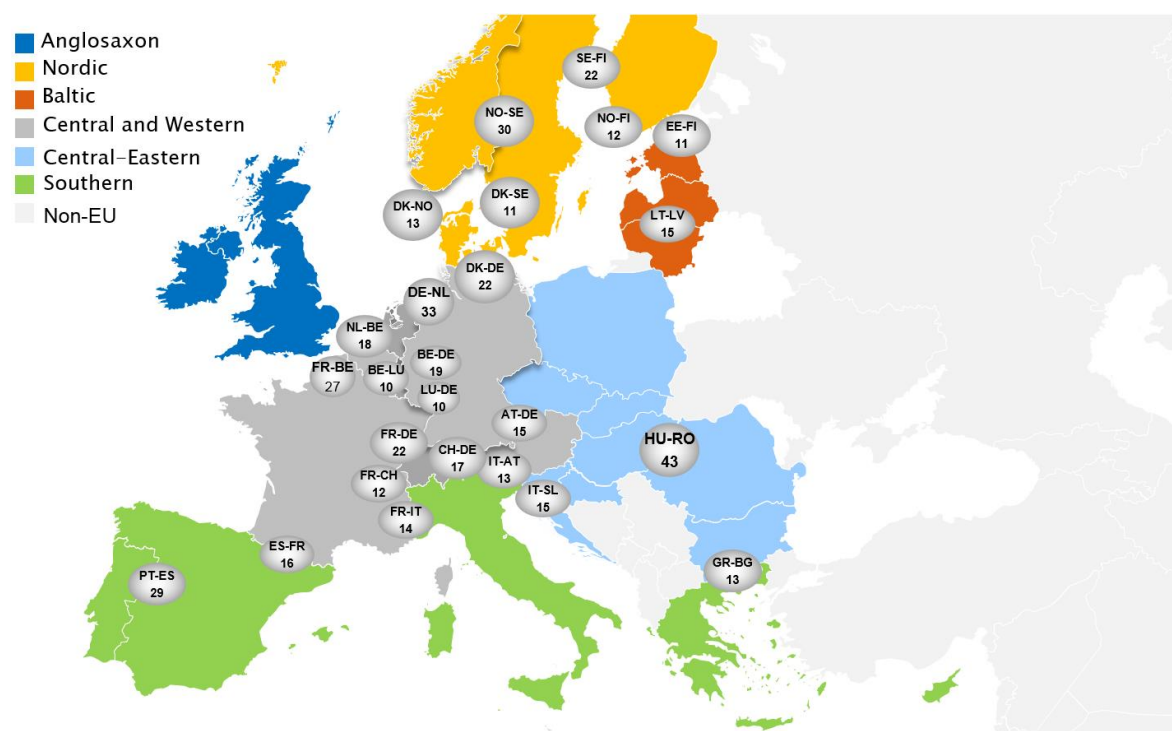 Anglosaxon
Nordic
Baltic
Central and Western
Central-Eastern
Southern
Non-EU
SE-FI
22
NO-SE
30
NO-FI
12
EE-FI
11
DK-NO
13
DK-SE
11
LT-LV
15
DK-DE
22
DE-NL
33
NL-BE
18
BE-DE
19
FR-BE
27
BE-LU
10
LU-DE
10
AT-DE
15
FR-DE
22
CH-DE
17
HU-RO
43
IT-AT
13
FR-CH
12
IT-SL
15
FR-IT
14
ES-FR
16
PT-ES
29
GR-BG
13